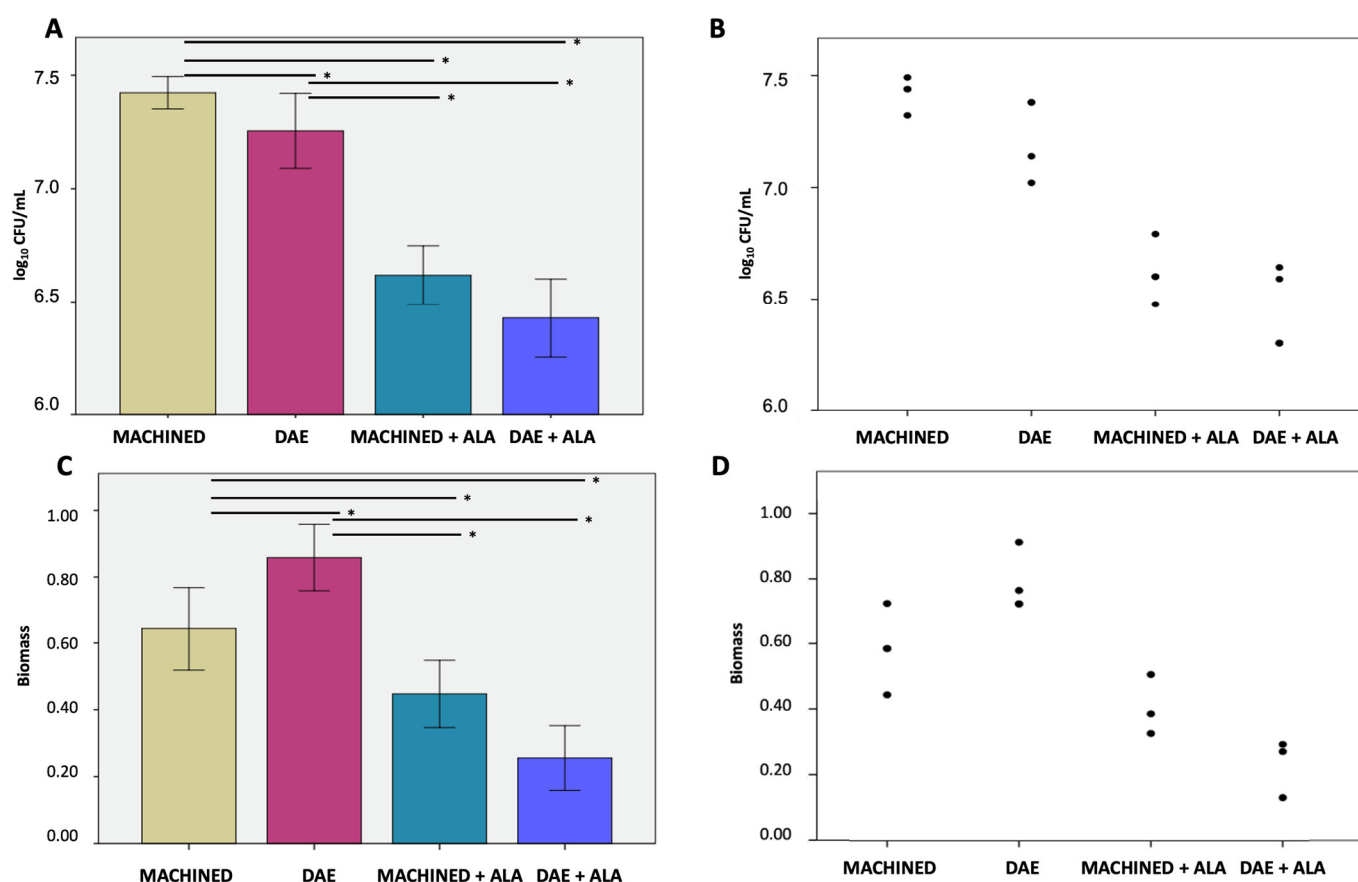 A
7.5
7.0
6.5
6.0
log10 CFU/mL
* * * * *
MACHINED DAE MACHINED + ALA DAE + ALA
B
7.5
7.0
6.5
6.0
log10 CFU/mL
MACHINED DAE MACHINED + ALA DAE + ALA
C
1.00
0.80
0.60
0.40
0.20
0.00
Biomass
* * * * *
MACHINED DAE MACHINED + ALA DAE + ALA
D
1.00
0.80
0.60
0.40
0.20
0.00
Biomass
MACHINED DAE MACHINED + ALA DAE + ALA